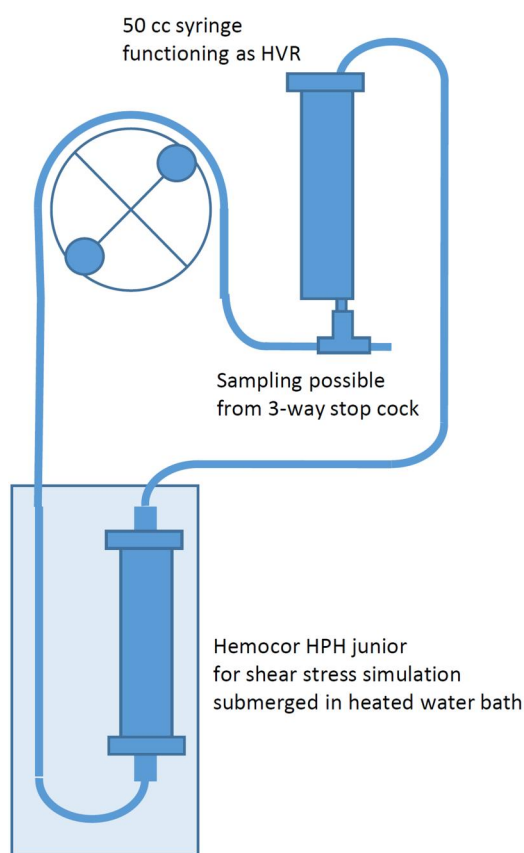 50 cc syringe
functioning as HVR
Sampling possible
from 3-way stop cock
Hemocor HPH junior
for shear stress simulation
submerged in heated water bath